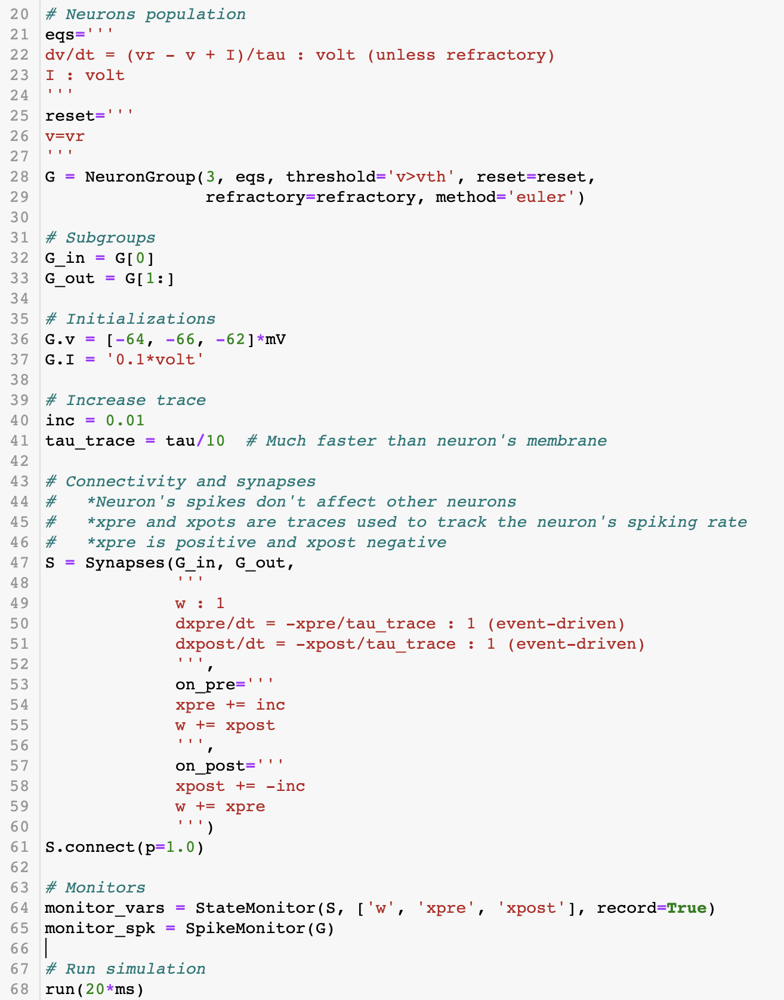 20 # Neurons population
21 eqs='''
22 dv/dt = (vr - v + I)/tau : volt (unless refractory)
23 I : volt
24 '''
25 reset='''
26 v=vr
27 '''
28 G = NeuronGroup(3, eqs, threshold='v>vth', reset=reset,
29                 refractory=refractory, method='euler')
30
31 # Subgroups
32 G_in = G[0]
33 G_out = G[1:]
34
35 # Initializations
36 G.v = [-64, -66, -62]*mV
37 G.I = '0.1*volt'
38
39 # Increase trace
40 inc = 0.01
41 tau_trace = tau/10  # Much faster than neuron's membrane
42
43 # Connectivity and synapses
44 #   *Neuron's spikes don't affect other neurons
45 #   *xpre and xpots are traces used to track the neuron's spiking rate
46 #   *xpre is positive and xpost negative
47 S = Synapses(G_in, G_out,
48              '''
49              w : 1
50              dxpre/dt = -xpre/tau_trace : 1 (event-driven)
51              dxpost/dt = -xpost/tau_trace : 1 (event-driven)
52              ''',
53              on_pre='''
54              xpre += inc
55              w += xpost
56              ''',
57              on_post='''
58              xpost += -inc
59              w += xpre
60              ''')
61 S.connect(p=1.0)
62
63 # Monitors
64 monitor_vars = StateMonitor(S, ['w', 'xpre', 'xpost'], record=True)
65 monitor_spk = SpikeMonitor(G)
66
67 # Run simulation
68 run(20*ms)